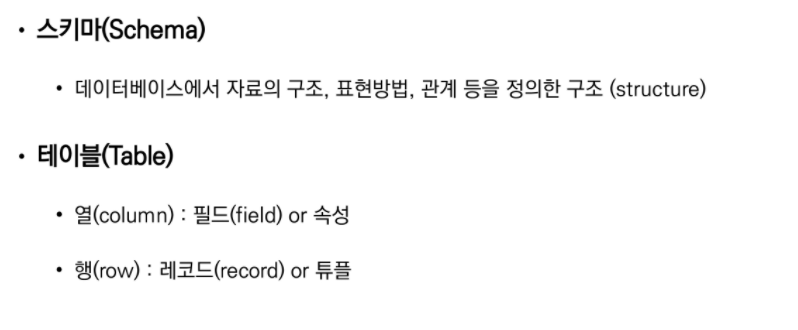 • 스키마(Schema)
• 데이터베이스에서 자료의 구조, 표현방법, 관계 등을 정의한 구조 (structure)
• 테이블(Table)
• 열(column) : 필드(field) or 속성
• 행(row) : 레코드(record) or 튜플